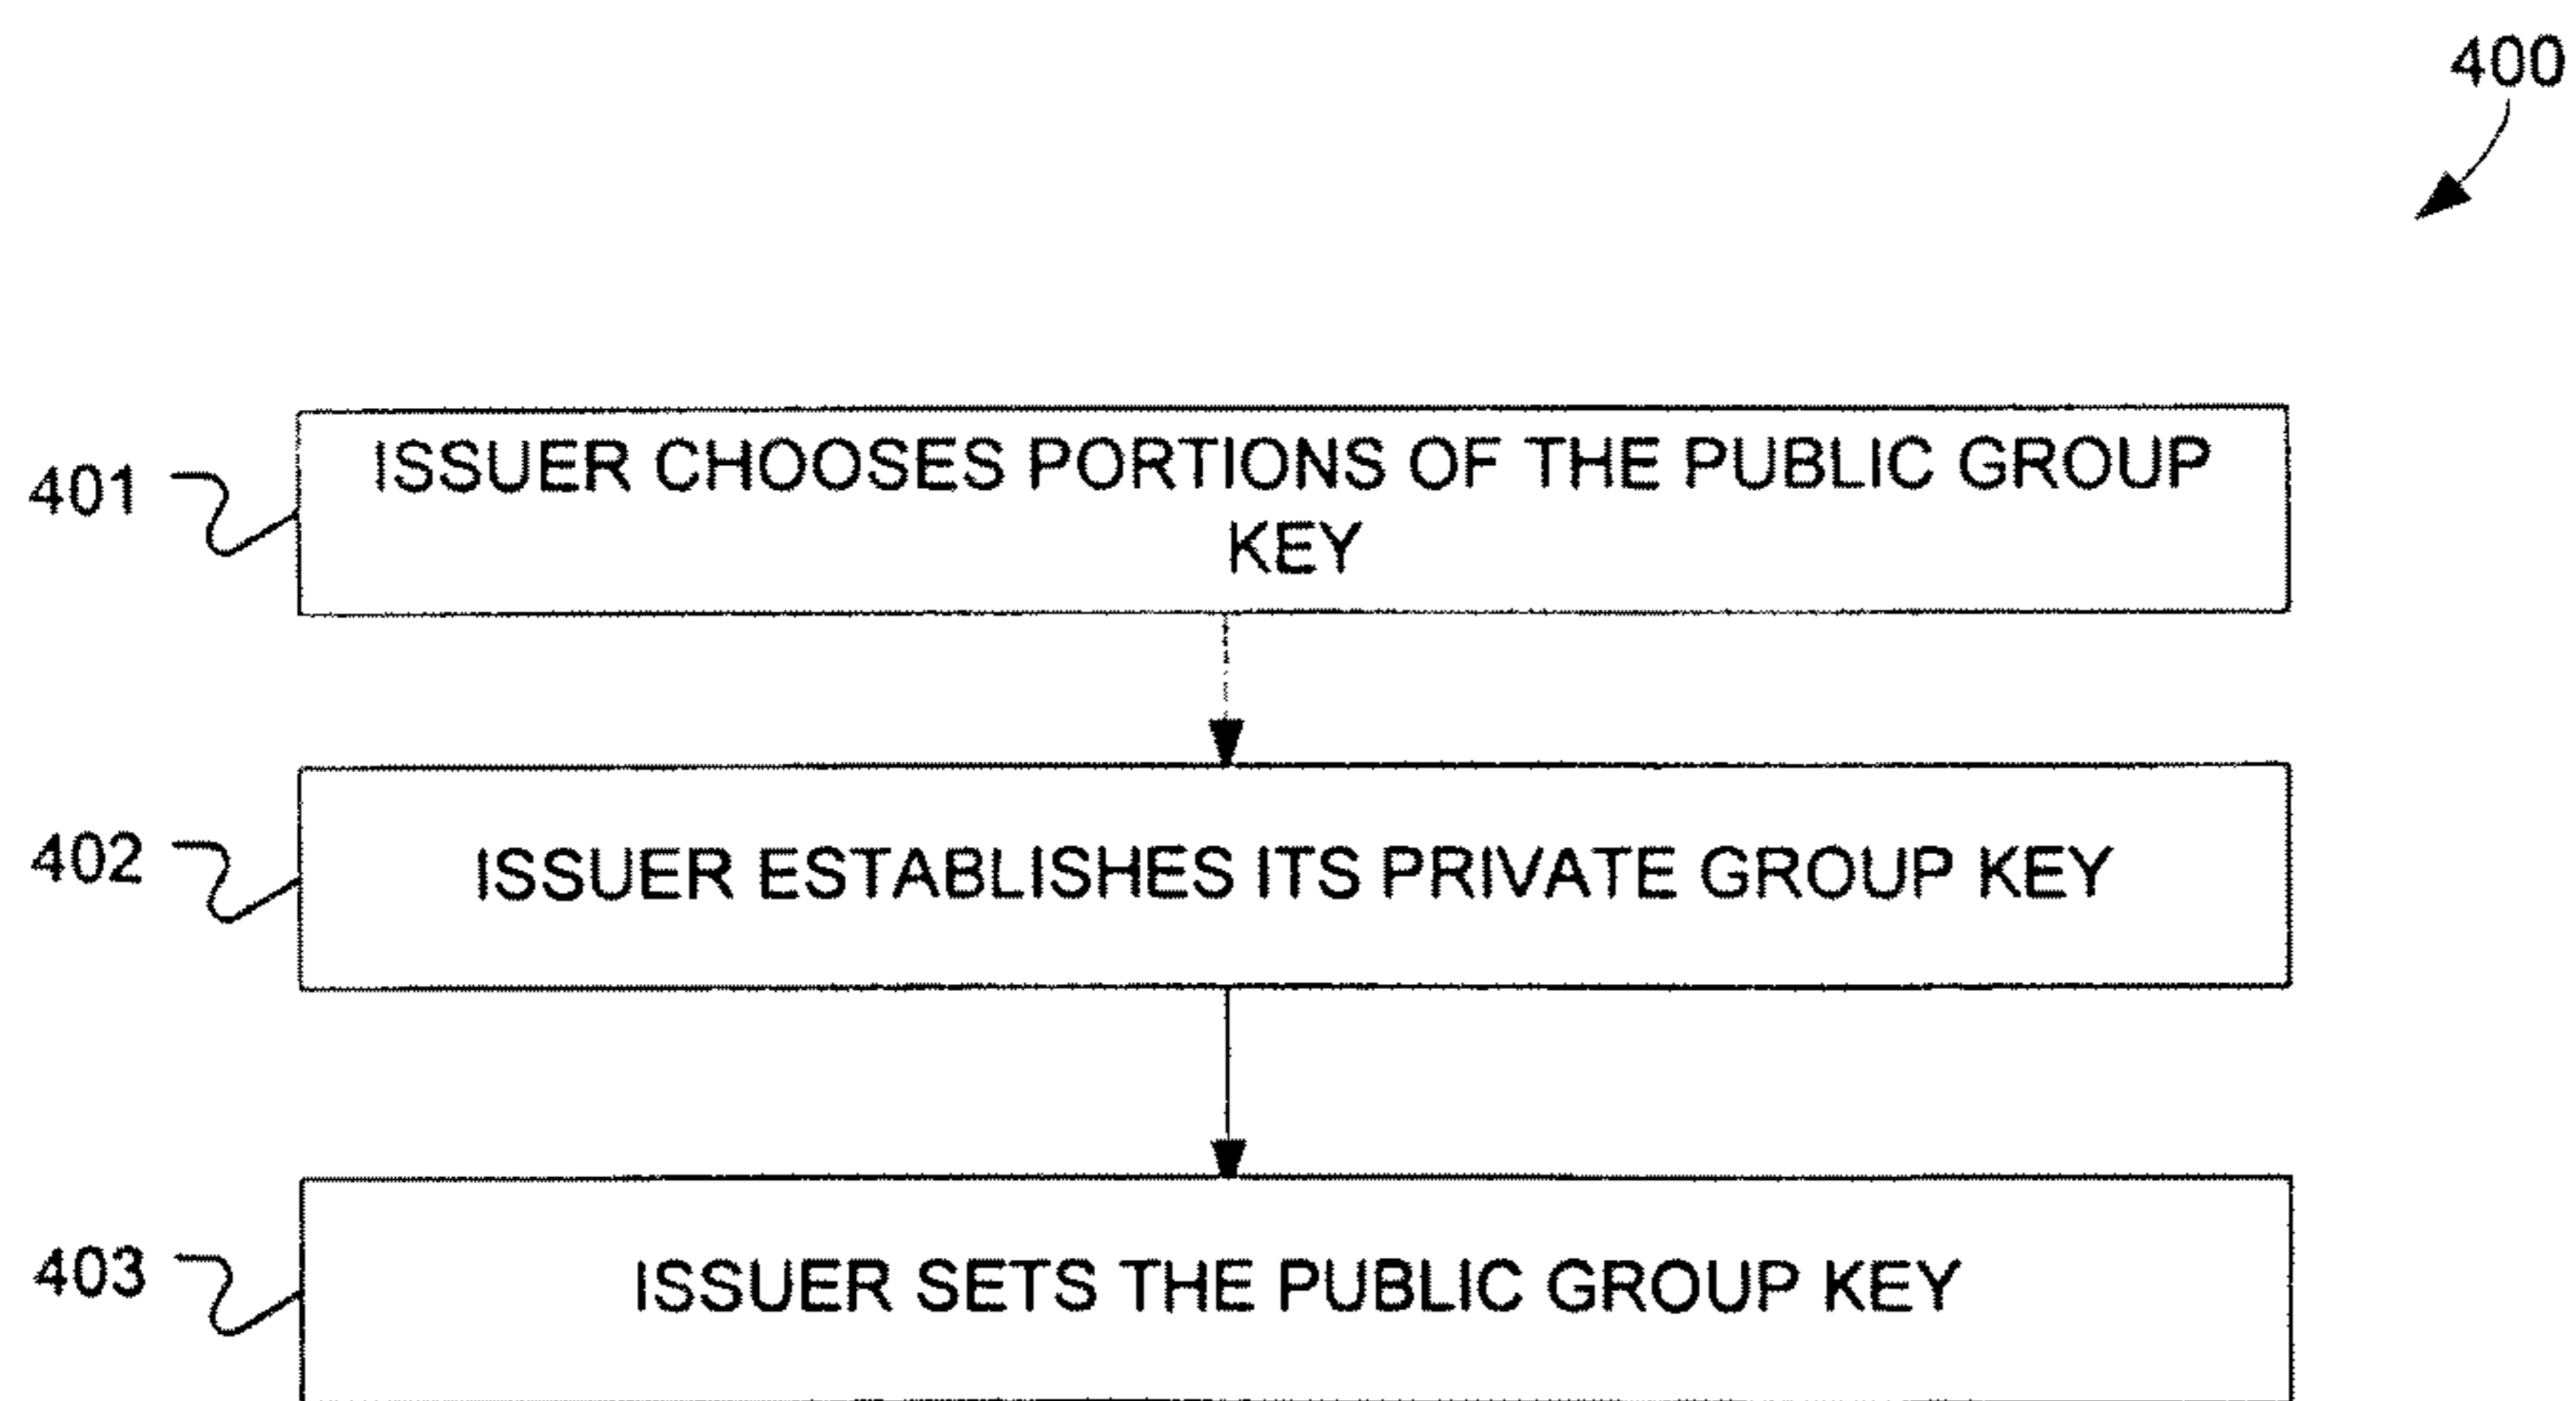 400
401
ISSUER CHOOSES PORTIONS OF THE PUBLIC GROUP
KEY
402
ISSUER ESTABLISHES ITS PRIVATE GROUP KEY
403
ISSUER SETS THE PUBLIC GROUP KEY